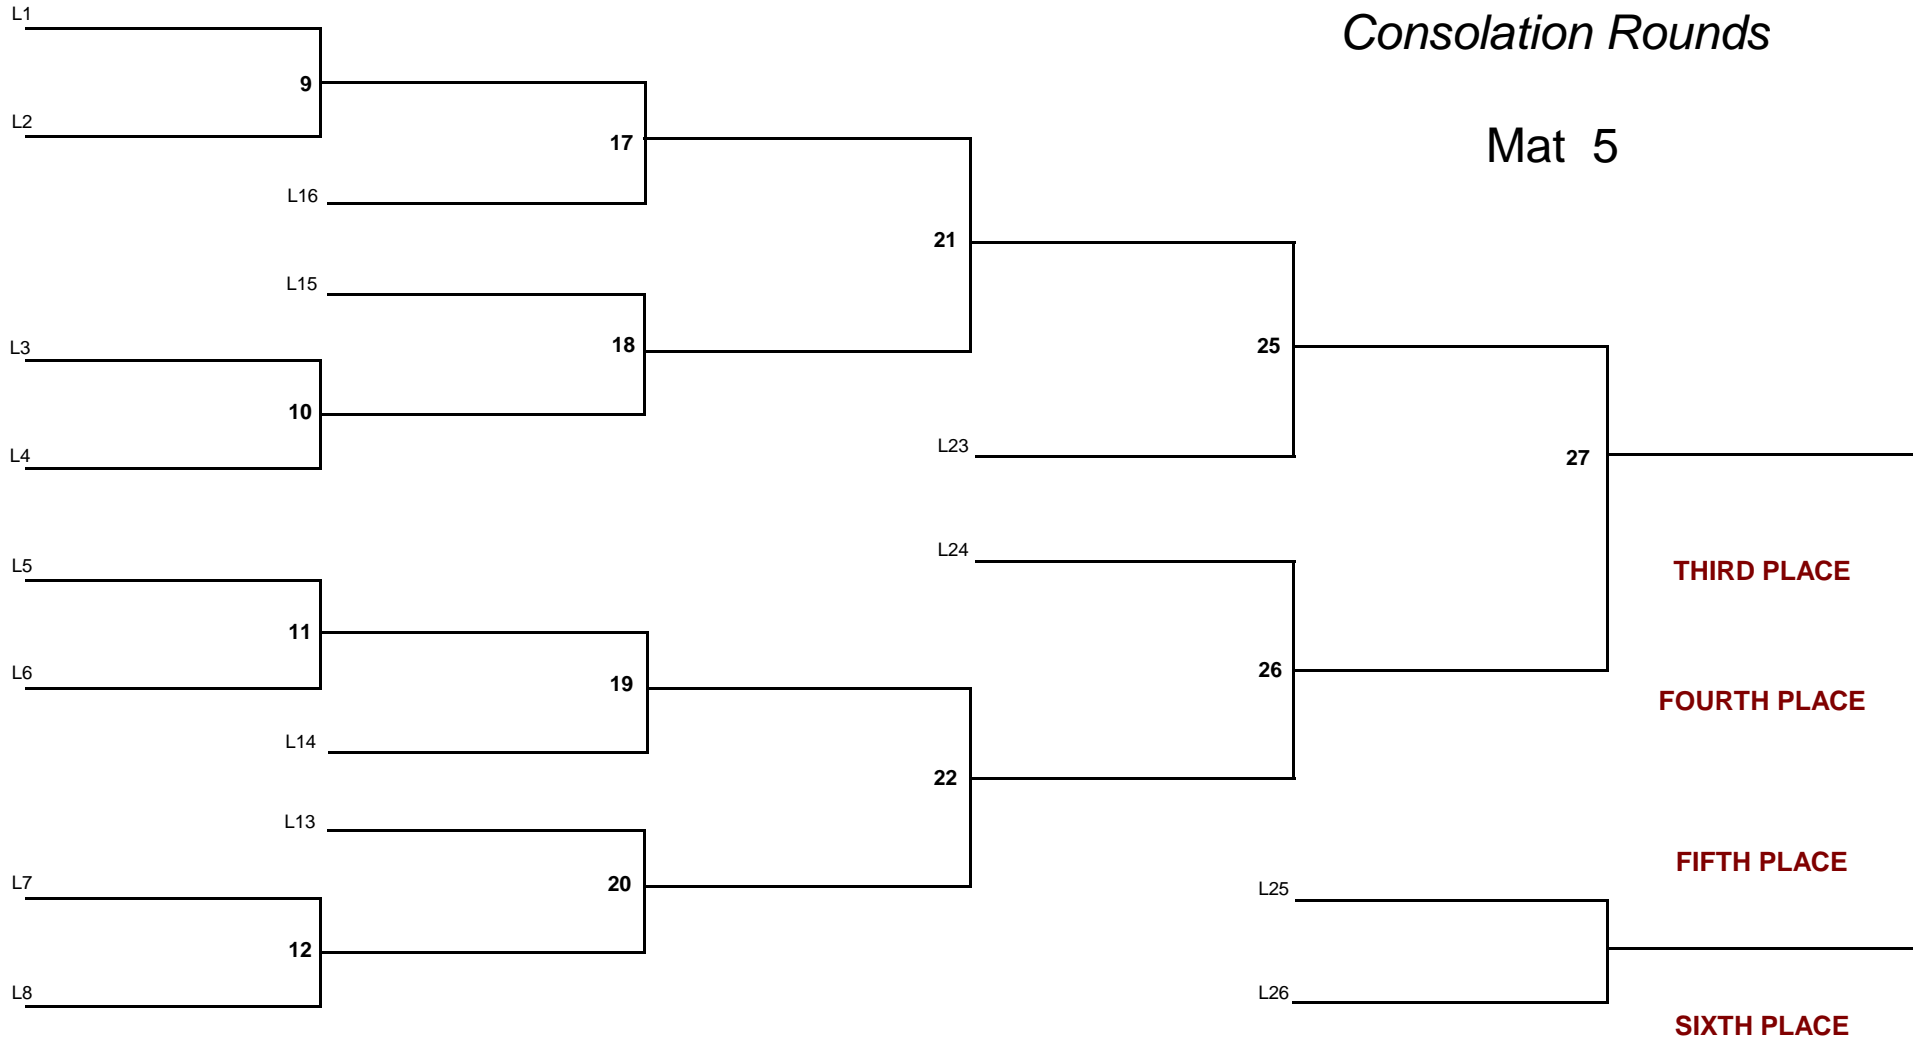 L1
Consolation Rounds
9
L2
Mat 5
17
L16
21
L15
L3
18
25
10
L4
L23
27
L24
L5
THIRD PLACE
11
L6
19
26
FOURTH PLACE
L14
22
L13
FIFTH PLACE
L7
20
L25
12
L8
L26
SIXTH PLACE